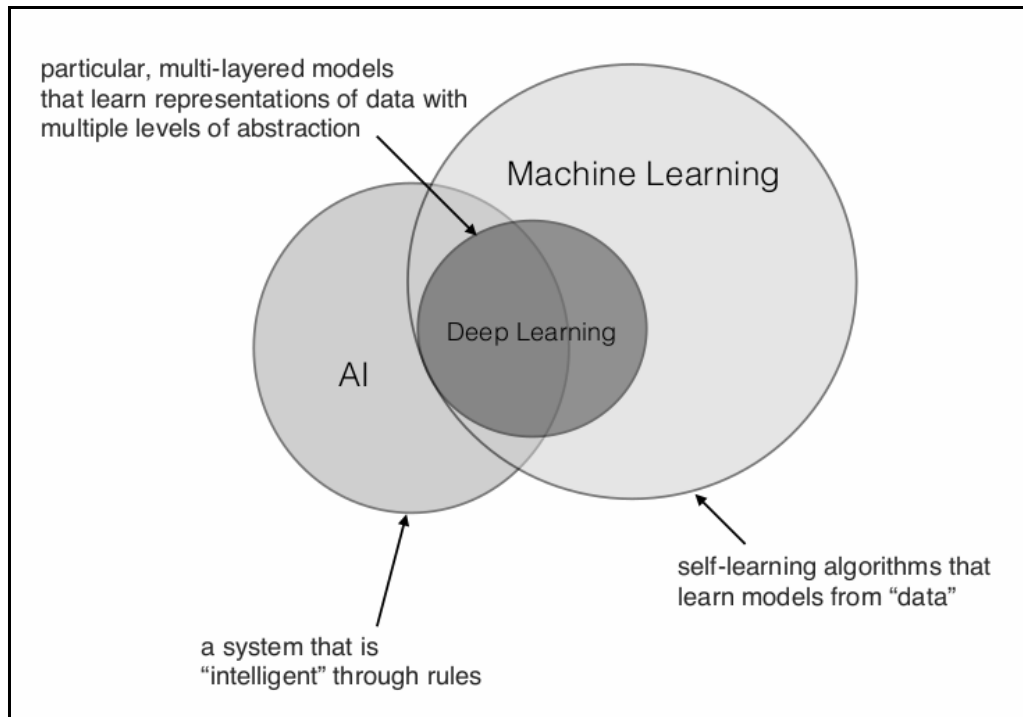 particular, multi-layered models
that learn representations of data with
multiple levels of abstraction
Machine Learning
Deep Learning
AI
self-learning algorithms that
learn models from “data”
a system that is
“intelligent” through rules